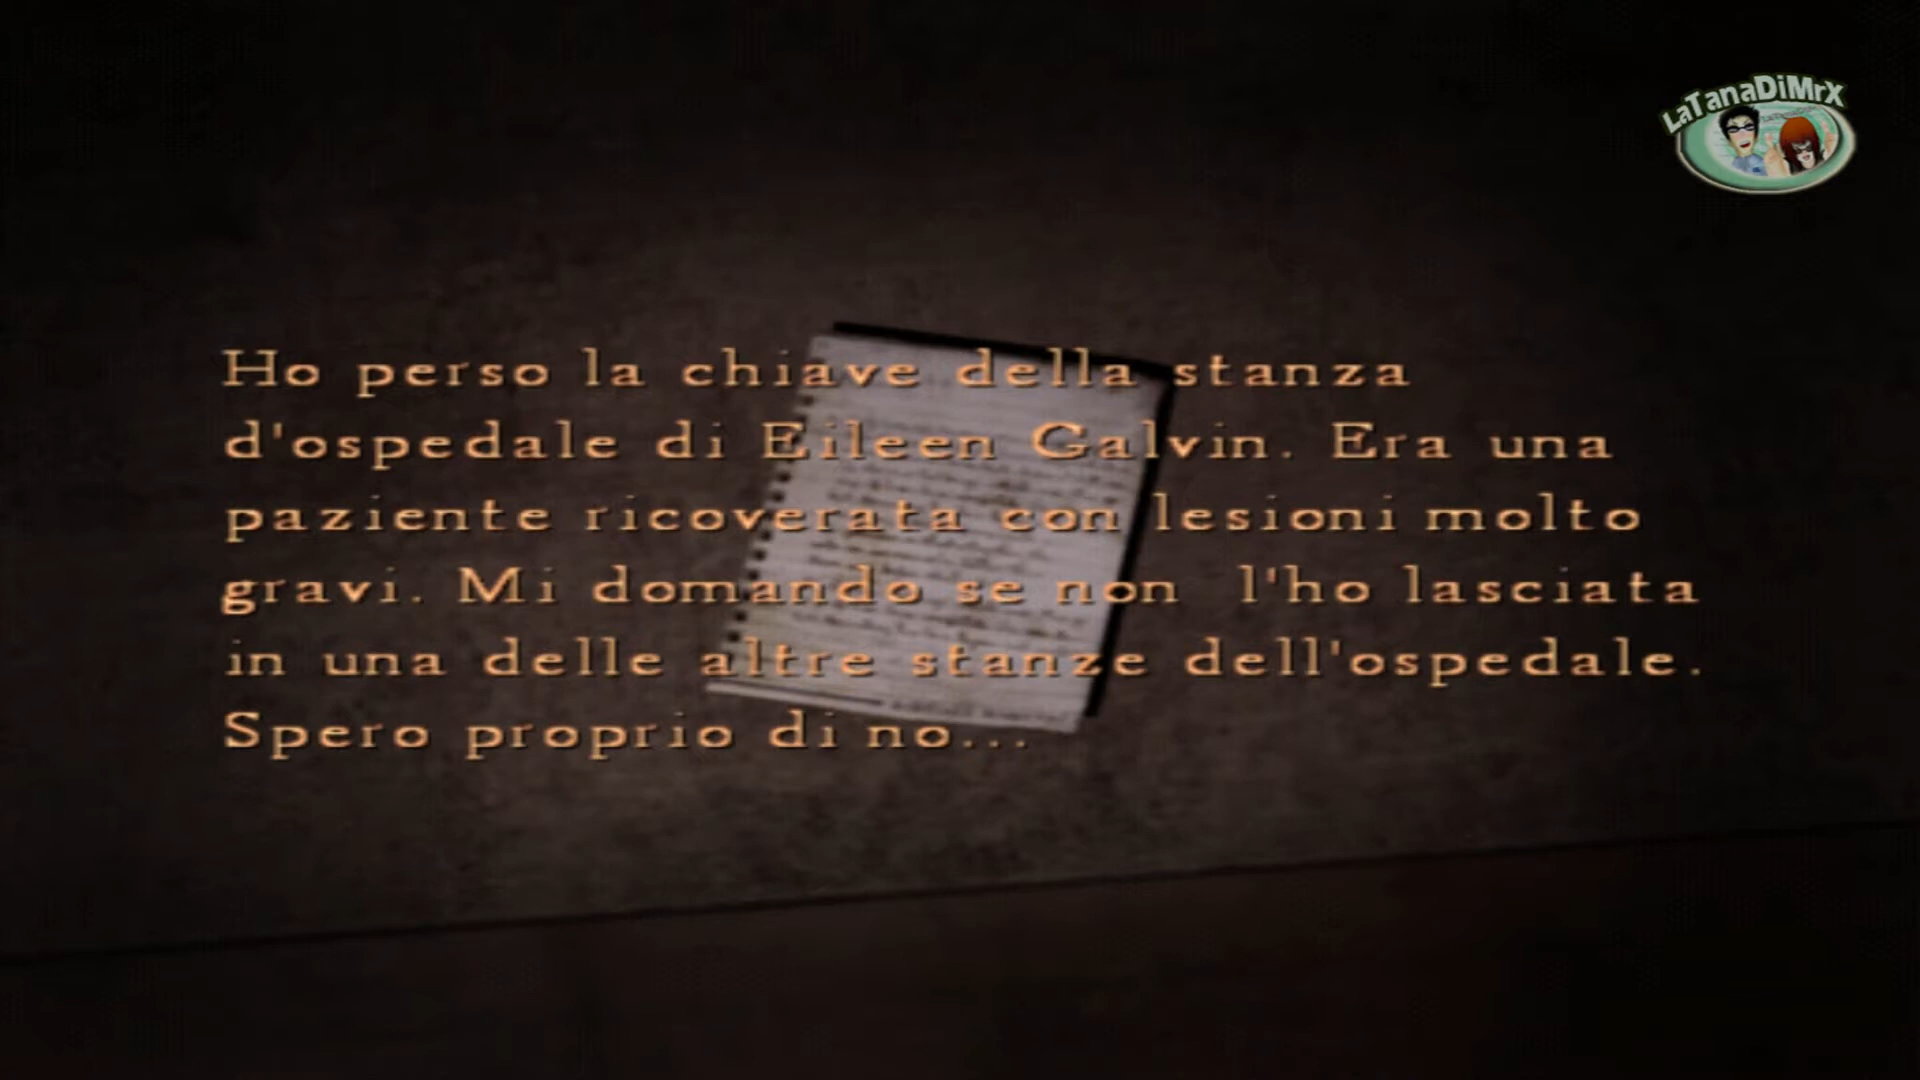 LaTanaDiMrX
Ho perso la chiave della stanza
d'ospedale di Eileen Galvin. Era una
paziente ricoverata con lesioni molto
gravi. Mi domando se non l'ho lasciata
in una delle altre stanze dell'ospedale.
Spero proprio di no...